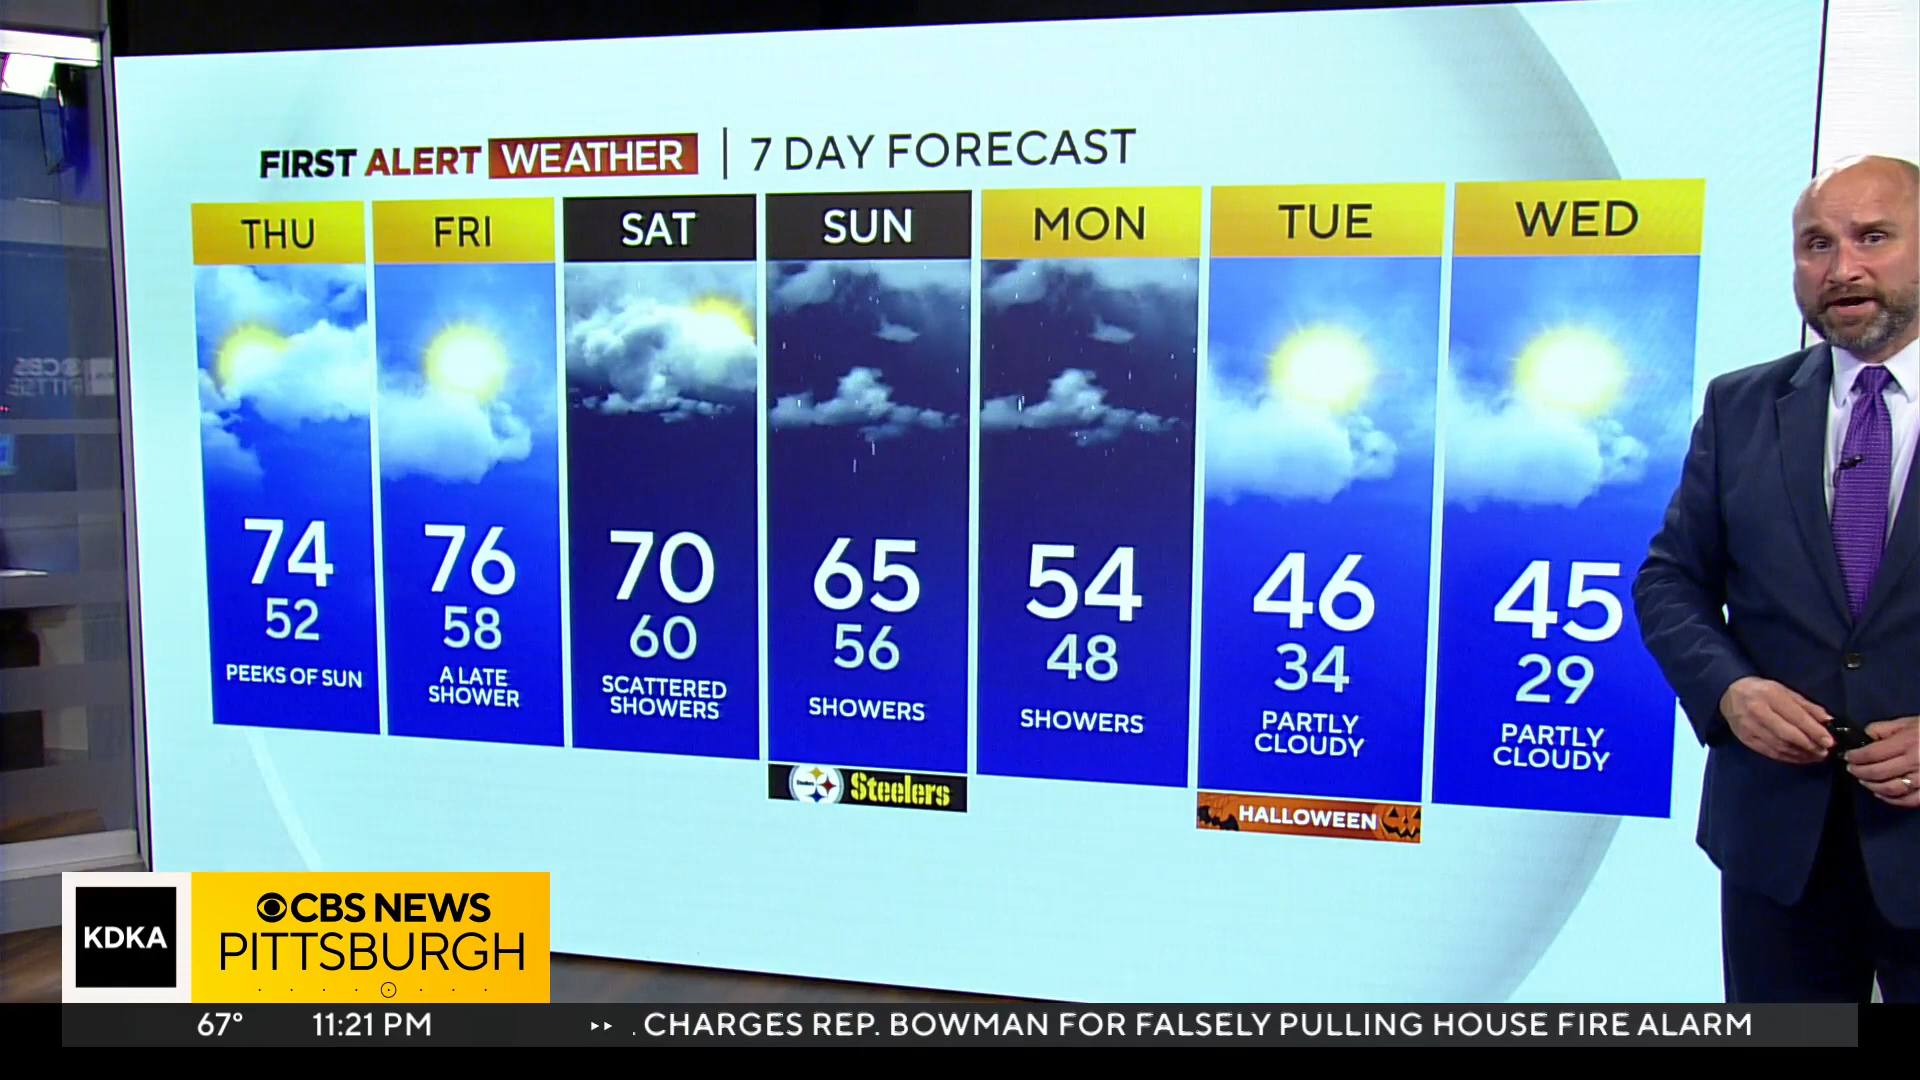 FIRST ALERT WEATHER | 7 DAY FORECAST
THU
74
52
PEEKS OF SUN
FRI
76
58
A LATE
SHOWER
SAT
70
60
SCATTERED
SHOWERS
SUN
65
56
SHOWERS
Steelers
MON
54
48
SHOWERS
TUE
46
34
PARTLY
CLOUDY
HALLOWEEN
WED
45
29
PARTLY
CLOUDY
KDKA
CBS NEWS
PITTSBURGH
67° 11:21 PM . CHARGES REP. BOWMAN FOR FALSELY PULLING HOUSE FIRE ALARM